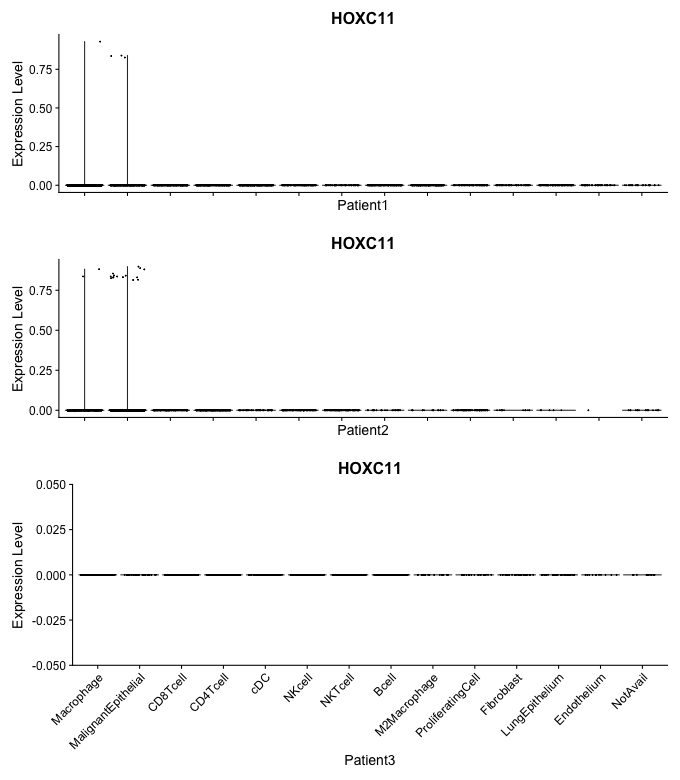 HOXC11
Expression Level
0.75
0.50
0.25
0.00
Patient1
HOXC11
Expression Level
0.75
0.50
0.25
0.00
Patient2
HOXC11
Expression Level
0.050
0.025
0.000
-0.025
-0.050
Macrophage
MalignantEpithelial
CD8Tcell
CD4Tcell
cDC
NKcell
NKTcell
Bcell
M2Macrophage
ProliferatingCell
Fibroblast
LungEpithelium
Endothelium
NotAvail
Patient3